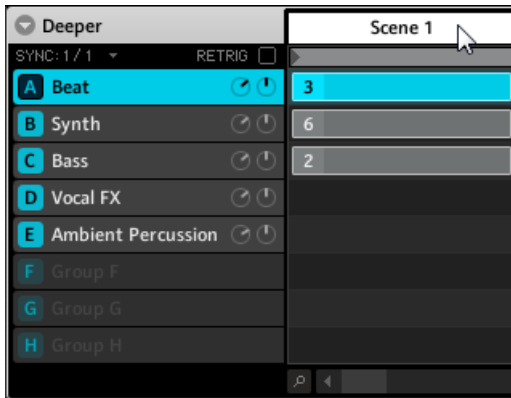 Deeper
Scene 1
SYNC: 1 / 1
RETRIG
A Beat 3
B Synth 6
C Bass 2
D Vocal FX
E Ambient Percussion
F Group F
G Group G
H Group H